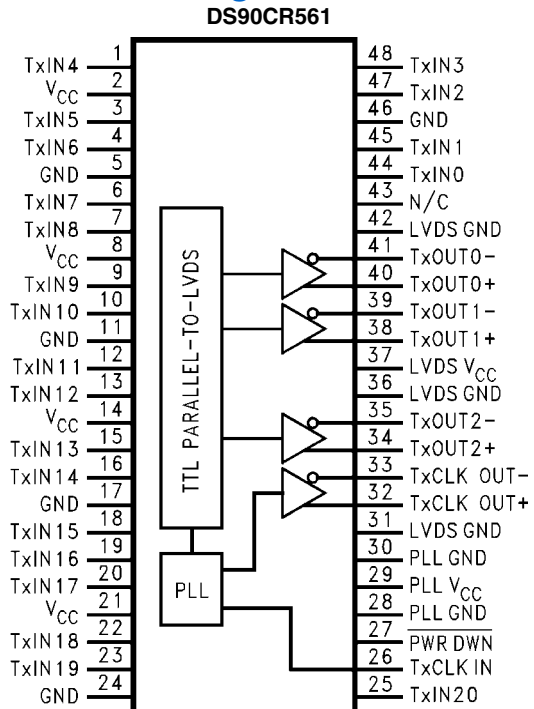 DS90CR561
TxIN4 1
VCC 2
TxIN5 3
TxIN6 4
GND 5
TxIN7 6
TxIN8 7
VCC 8
TxIN9 9
TxIN10 10
GND 11
TxIN11 12
TxIN12 13
VCC 14
TxIN13 15
TxIN14 16
GND 17
TxIN15 18
TxIN16 19
TxIN17 20
VCC 21
TxIN18 22
TxIN19 23
GND 24
TTL PARALLEL-TO-LVDS
PLL
48 TxIN3
47 TxIN2
46 GND
45 TxIN1
44 TxIN0
43 N/C
42 LVDS GND
41 TxOUT0-
40 TxOUT0+
39 TxOUT1-
38 TxOUT1+
37 LVDS VCC
36 LVDS GND
35 TxOUT2-
34 TxOUT2+
33 TxCLK OUT-
32 TxCLK OUT+
31 LVDS GND
30 PLL GND
29 PLL VCC
28 PLL GND
27 PWR DWN
26 TxCLK IN
25 TxIN20